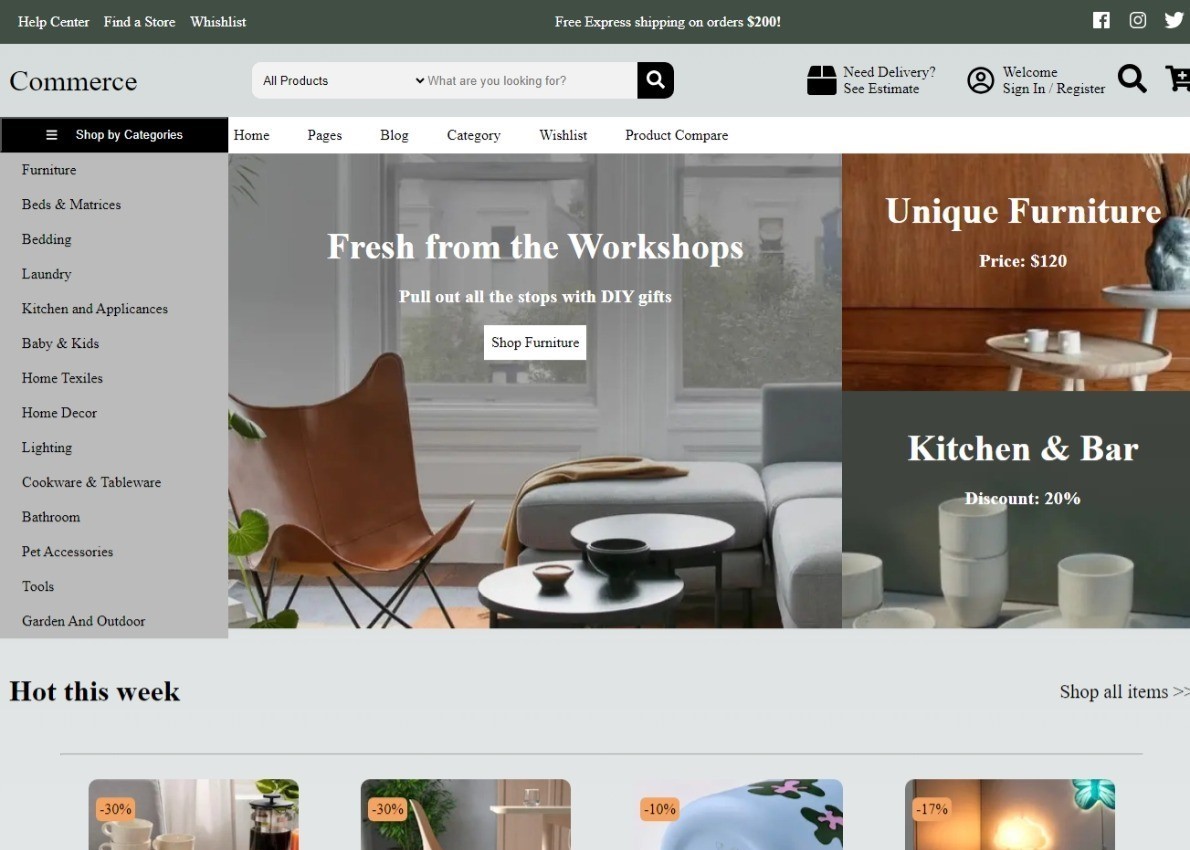 Help Center Find a Store Whishlist Free Express shipping on orders $200!
Commerce All Products What are you looking for? Need Delivery? Welcome
See Estimate Sign In / Register
Shop by Categories Home Pages Blog Category Wishlist Product Compare
Furniture
Beds & Matrices
Bedding
Laundry
Kitchen and Applicances
Baby & Kids
Home Texiles
Home Decor
Lighting
Cookware & Tableware
Bathroom
Pet Accessories
Tools
Garden And Outdoor
Fresh from the Workshops
Pull out all the stops with DIY gifts
Shop Furniture
Unique Furniture
Price: $120
Kitchen & Bar
Discount: 20%
Hot this week Shop all items >>
-30% -30% -10% -17%